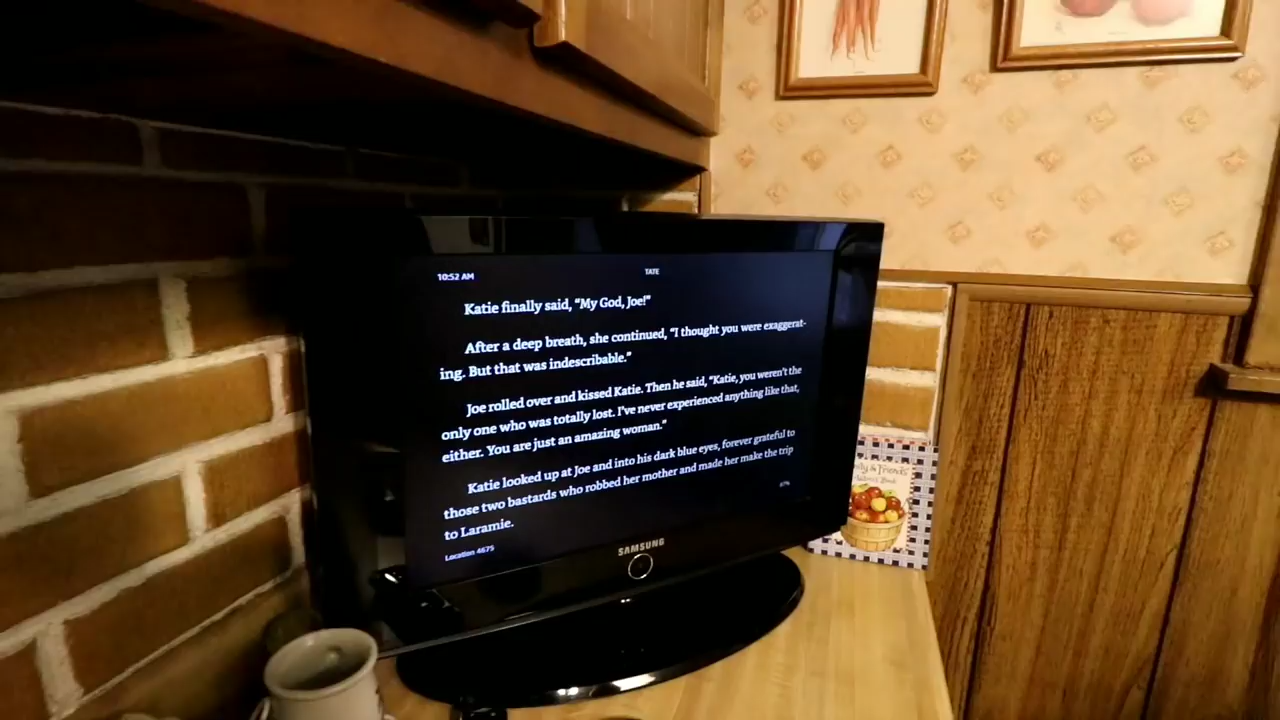 10:52 AM
TATE
Katie finally said, “My God, Joe!”
After a deep breath, she continued, “I thought you were exaggerat-
ing. But that was indescribable.”
Joe rolled over and kissed Katie. Then he said, “Katie, you weren't the
only one who was totally lost. I've never experienced anything like that,
either. You are just an amazing woman.”
Katie looked up at Joe and into his dark blue eyes, forever grateful to
those two bastards who robbed her mother and made her make the trip
to Laramie.
Location 4675
SAMSUNG
& Friends
Book